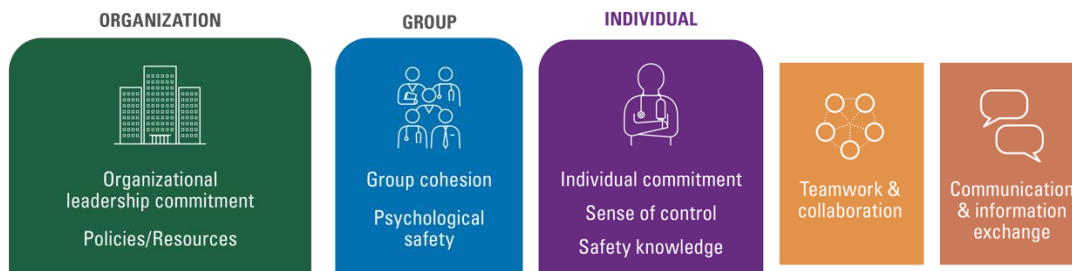 ORGANIZATION
Organizational
leadership commitment
Policies/Resources
GROUP
Group cohesion
Psychological
safety
INDIVIDUAL
Individual commitment
Sense of control
Safety knowledge
Teamwork &
collaboration
Communication
& information
exchange